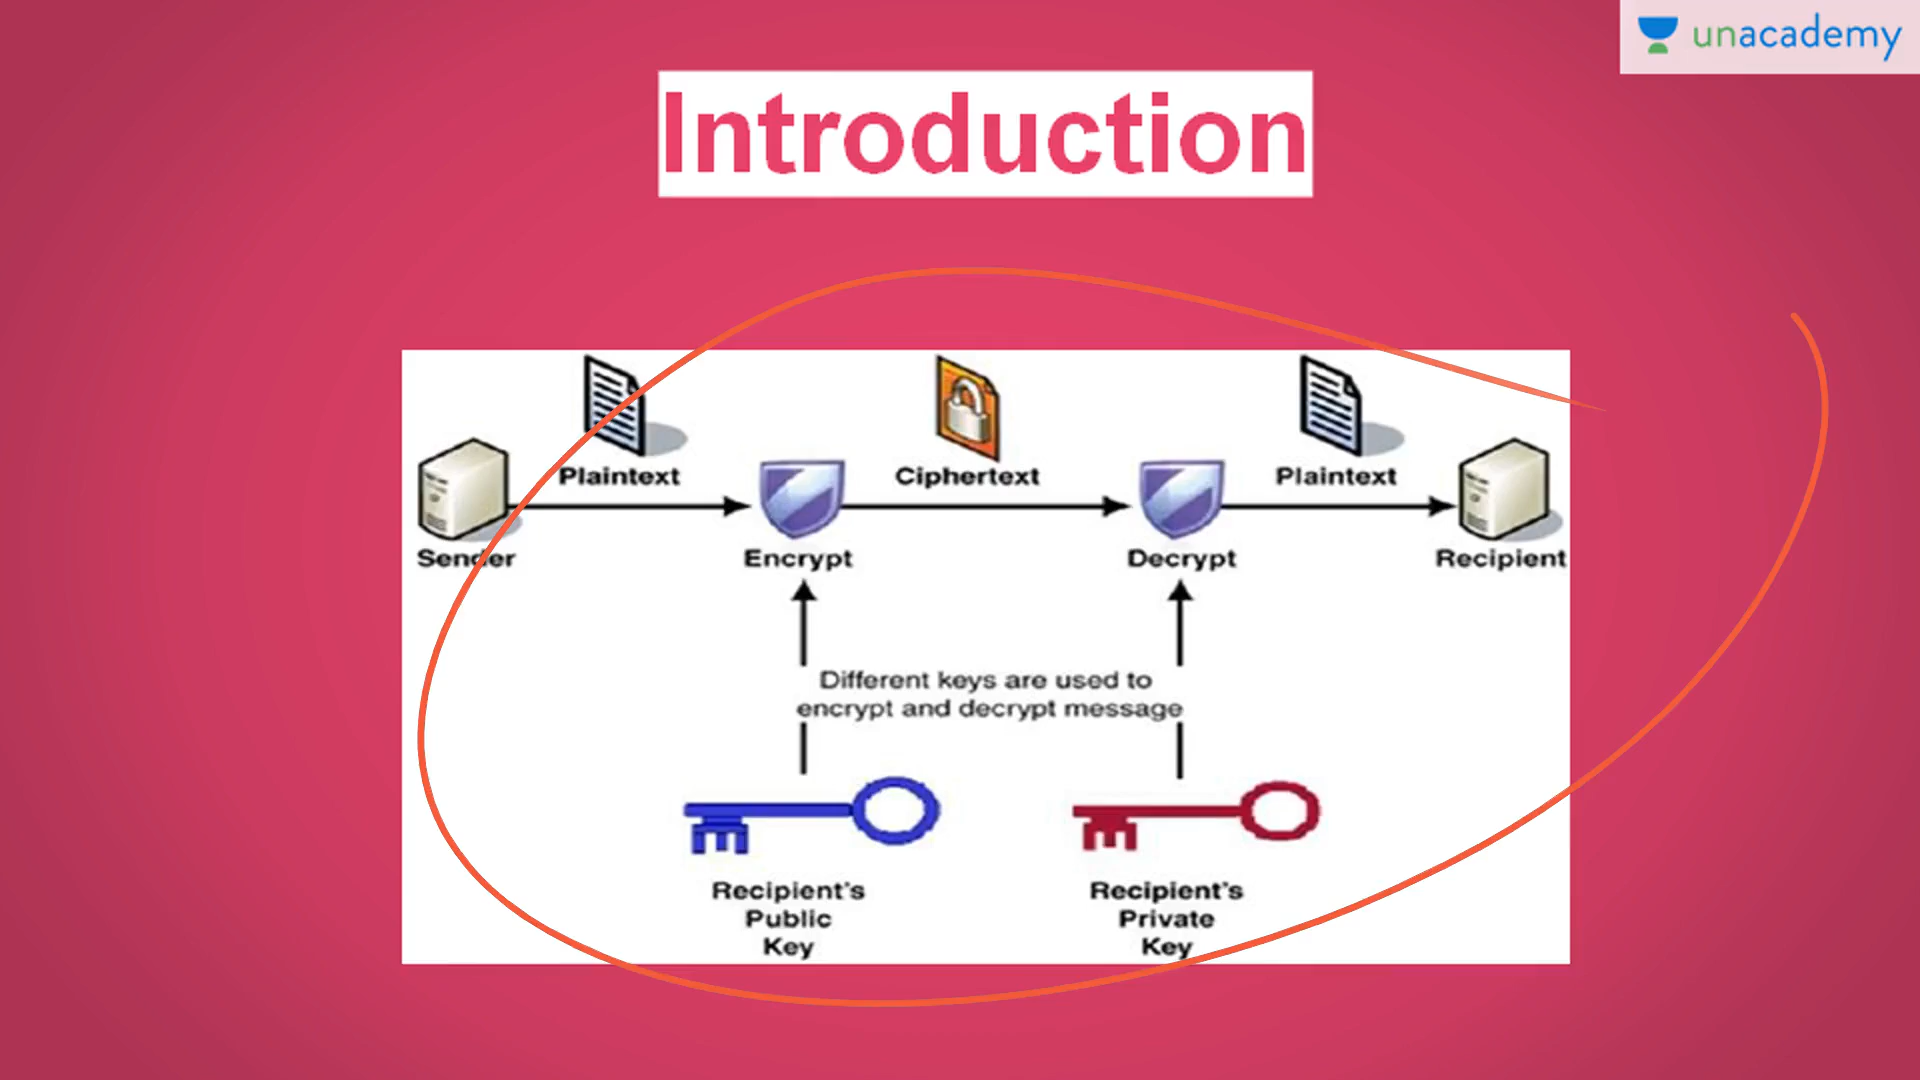 unacademy
Introduction
Plaintext
Ciphertext
Plaintext
Sender
Encrypt
Decrypt
Recipient
Different keys are used to
encrypt and decrypt message
Recipient's
Public
Key
Recipient's
Private
Key